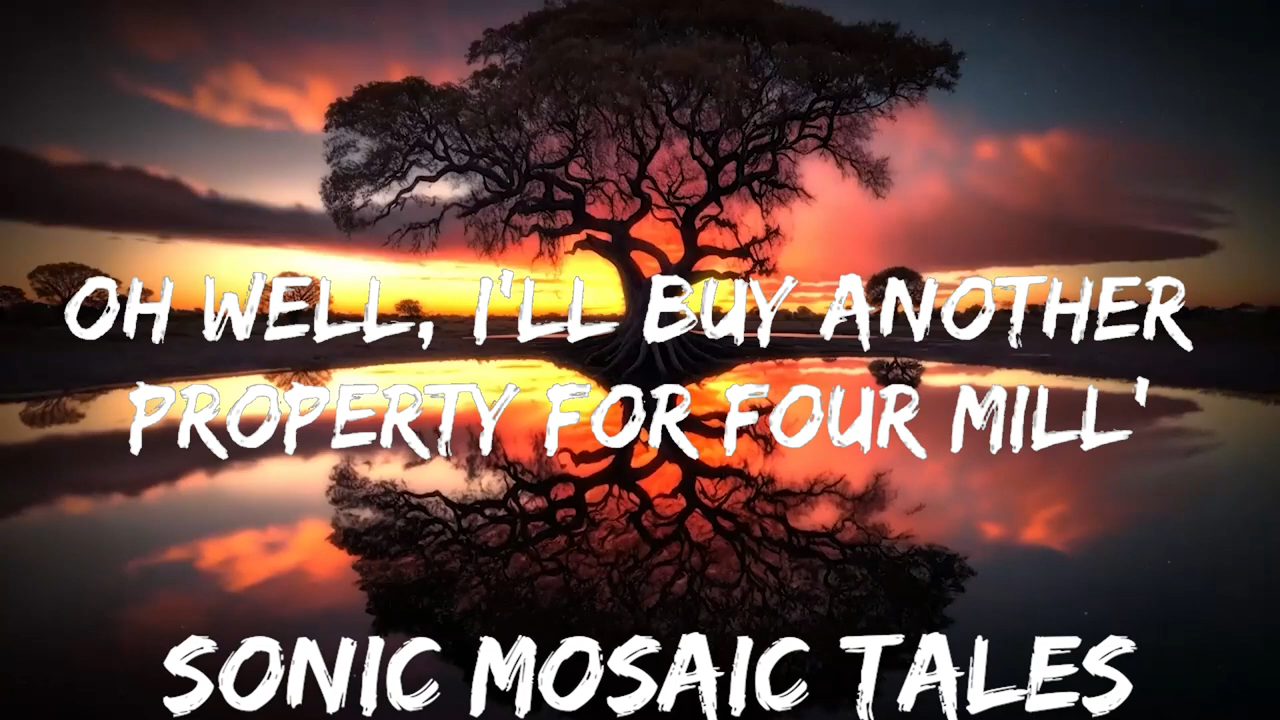 OH WELL, I'LL BUY ANOTHER
PROPERTY FOR FOUR MILL'
SONIC MOSAIC TALES